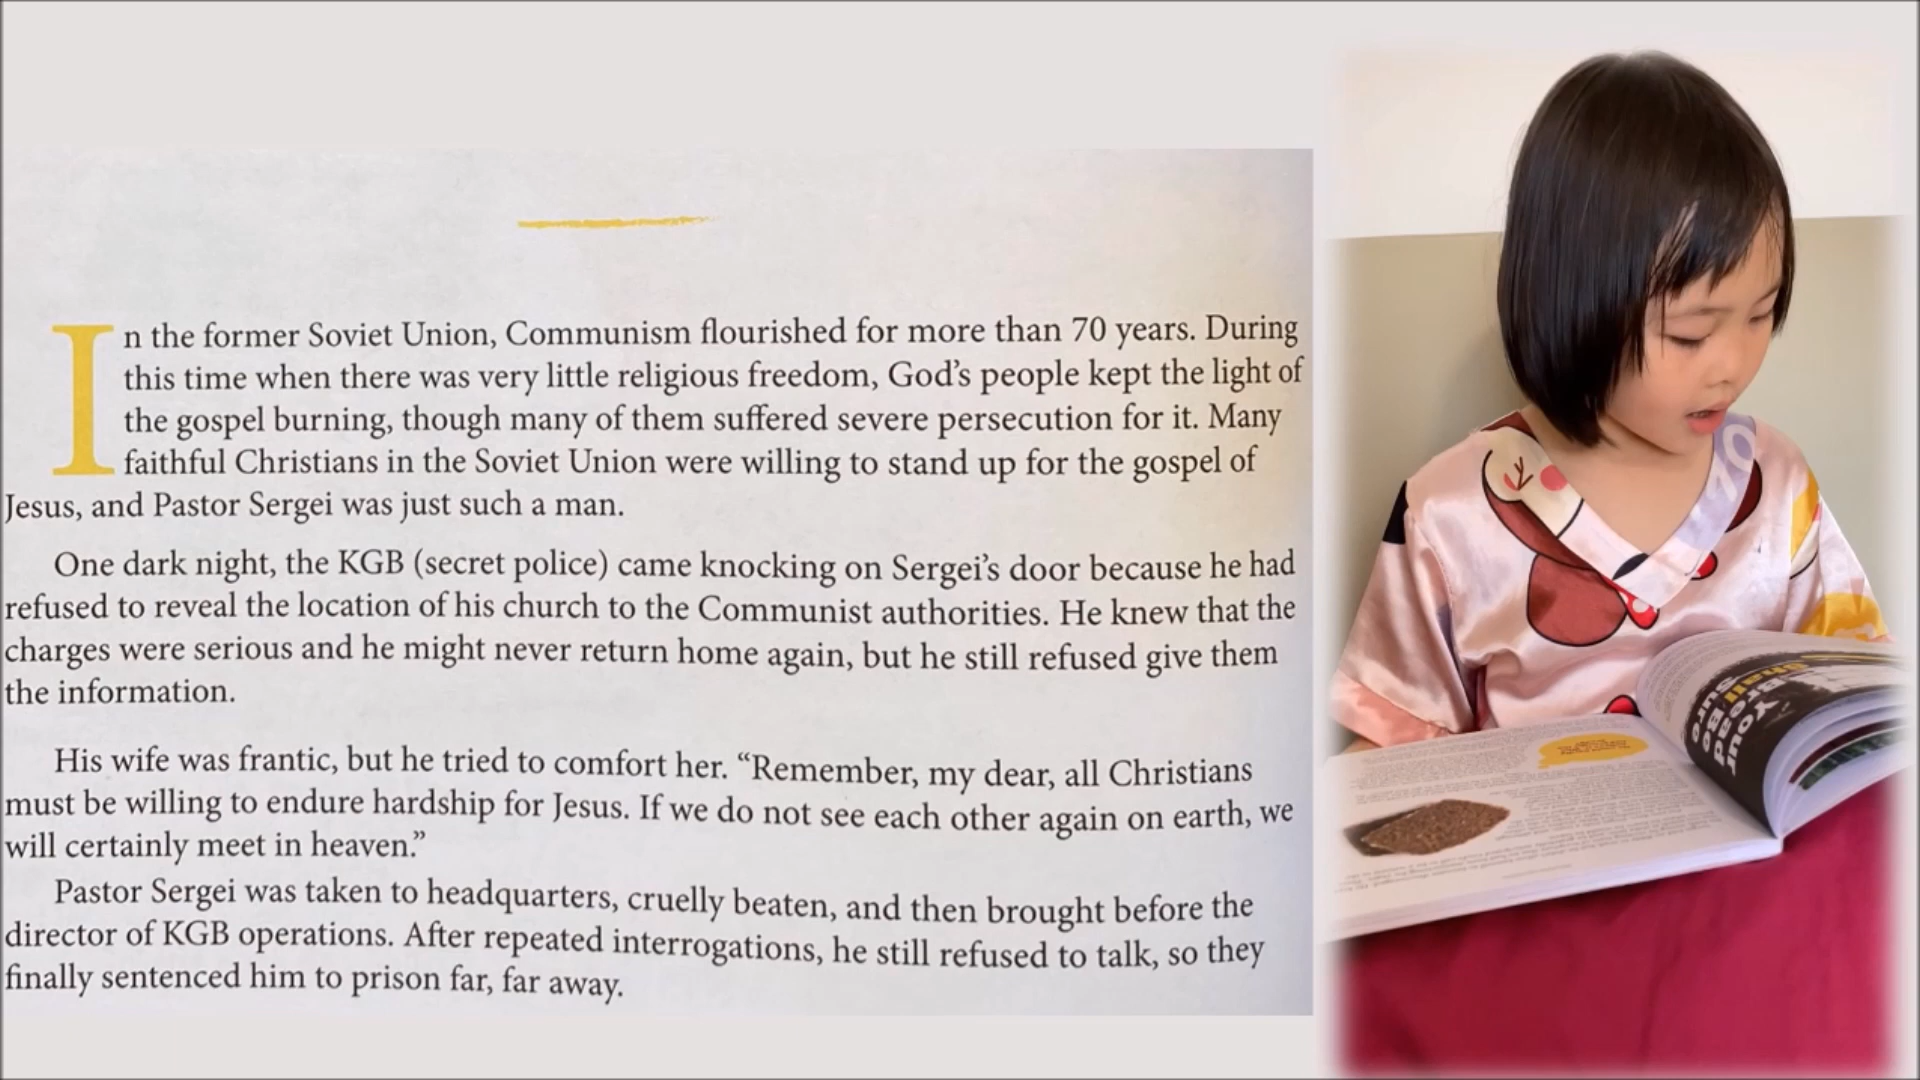 In the former Soviet Union, Communism flourished for more than 70 years. During
this time when there was very little religious freedom, God's people kept the light of
the gospel burning, though many of them suffered severe persecution for it. Many
faithful Christians in the Soviet Union were willing to stand up for the gospel of
Jesus, and Pastor Sergei was just such a man.
One dark night, the KGB (secret police) came knocking on Sergei's door because he had
refused to reveal the location of his church to the Communist authorities. He knew that the
charges were serious and he might never return home again, but he still refused give them
the information.
His wife was frantic, but he tried to comfort her. “Remember, my dear, all Christians
must be willing to endure hardship for Jesus. If we do not see each other again on earth, we
will certainly meet in heaven.”
Pastor Sergei was taken to headquarters, cruelly beaten, and then brought before the
director of KGB operations. After repeated interrogations, he still refused to talk, so they
finally sentenced him to prison far, far away.
Your
Bread
Shall Be
Sure